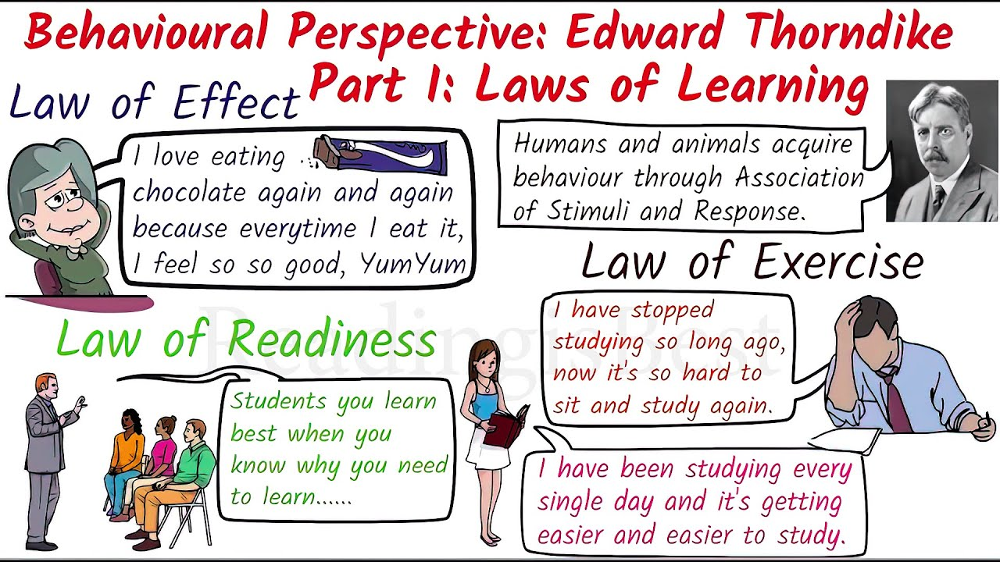 Behavioural Perspective: Edward Thorndike
Part 1: Laws of Learning
Law of Effect
I love eating
chocolate again and again
because everytime I eat it,
I feel so so good, YumYum
Humans and animals acquire
behaviour through Association
of Stimuli and Response.
Law of Exercise
I have stopped
studying so long ago,
now it's so hard to
sit and study again.
I have been studying every
single day and it's getting
easier and easier to study.
Law of Readiness
Students you learn
best when you
know why you need
to learn......
ReadingisBest